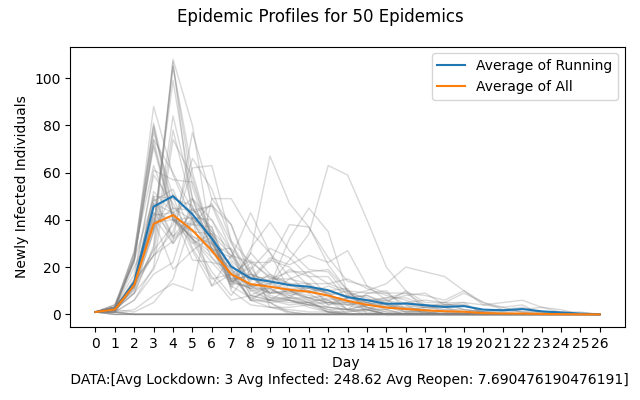 Epidemic Profiles for 50 Epidemics
Average of Running
Average of All
Newly Infected Individuals
100
80
60
40
20
0
0 1 2 3 4 5 6 7 8 9 10 11 12 13 14 15 16 17 18 19 20 21 22 23 24 25 26
Day
DATA:[Avg Lockdown: 3 Avg Infected: 248.62 Avg Reopen: 7.690476190476191]